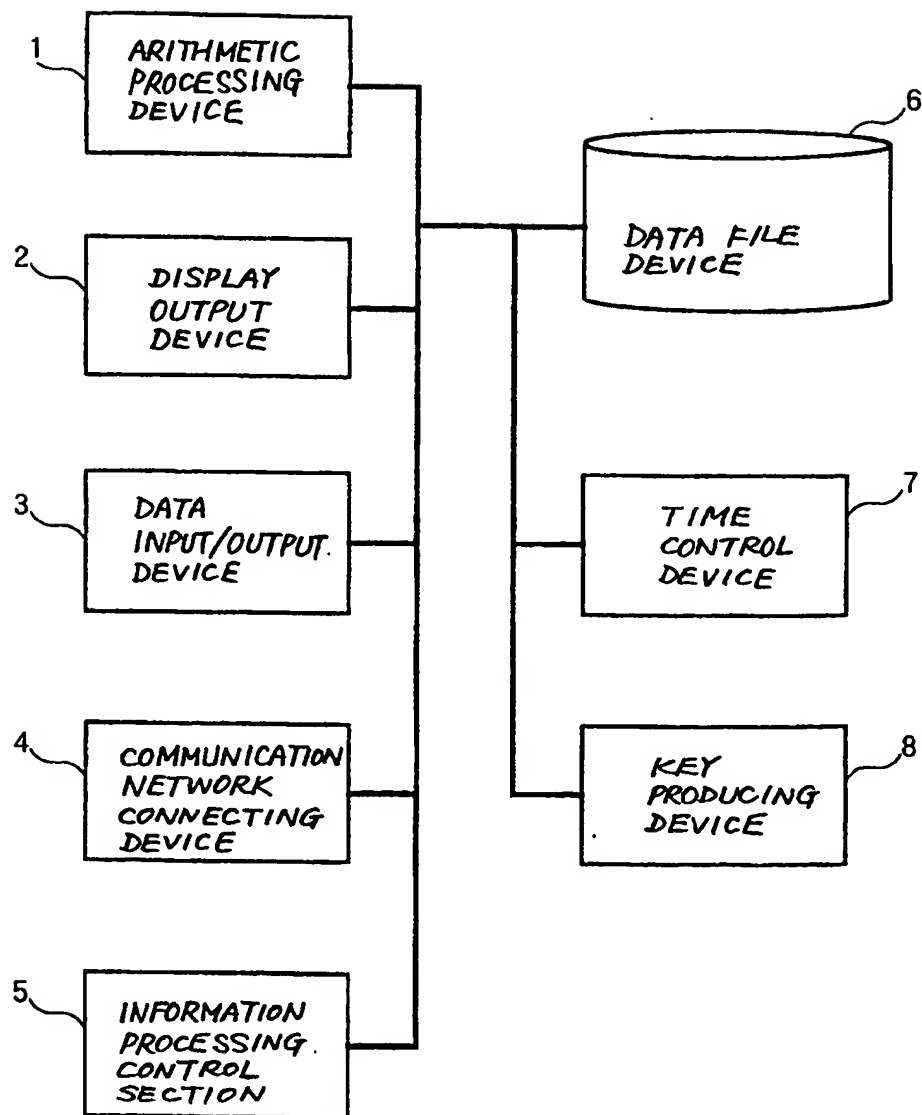 1
ARITHMETIC
PROCESSING
DEVICE
2
DISPLAY
OUTPUT
DEVICE
3
DATA
INPUT/OUTPUT.
DEVICE
4
COMMUNICATION
NETWORK
CONNECTING
DEVICE
5
INFORMATION
PROCESSING.
CONTROL
SECTION
6
DATA FILE
DEVICE
7
TIME
CONTROL
DEVICE
8
KEY
PRODUCING
DEVICE